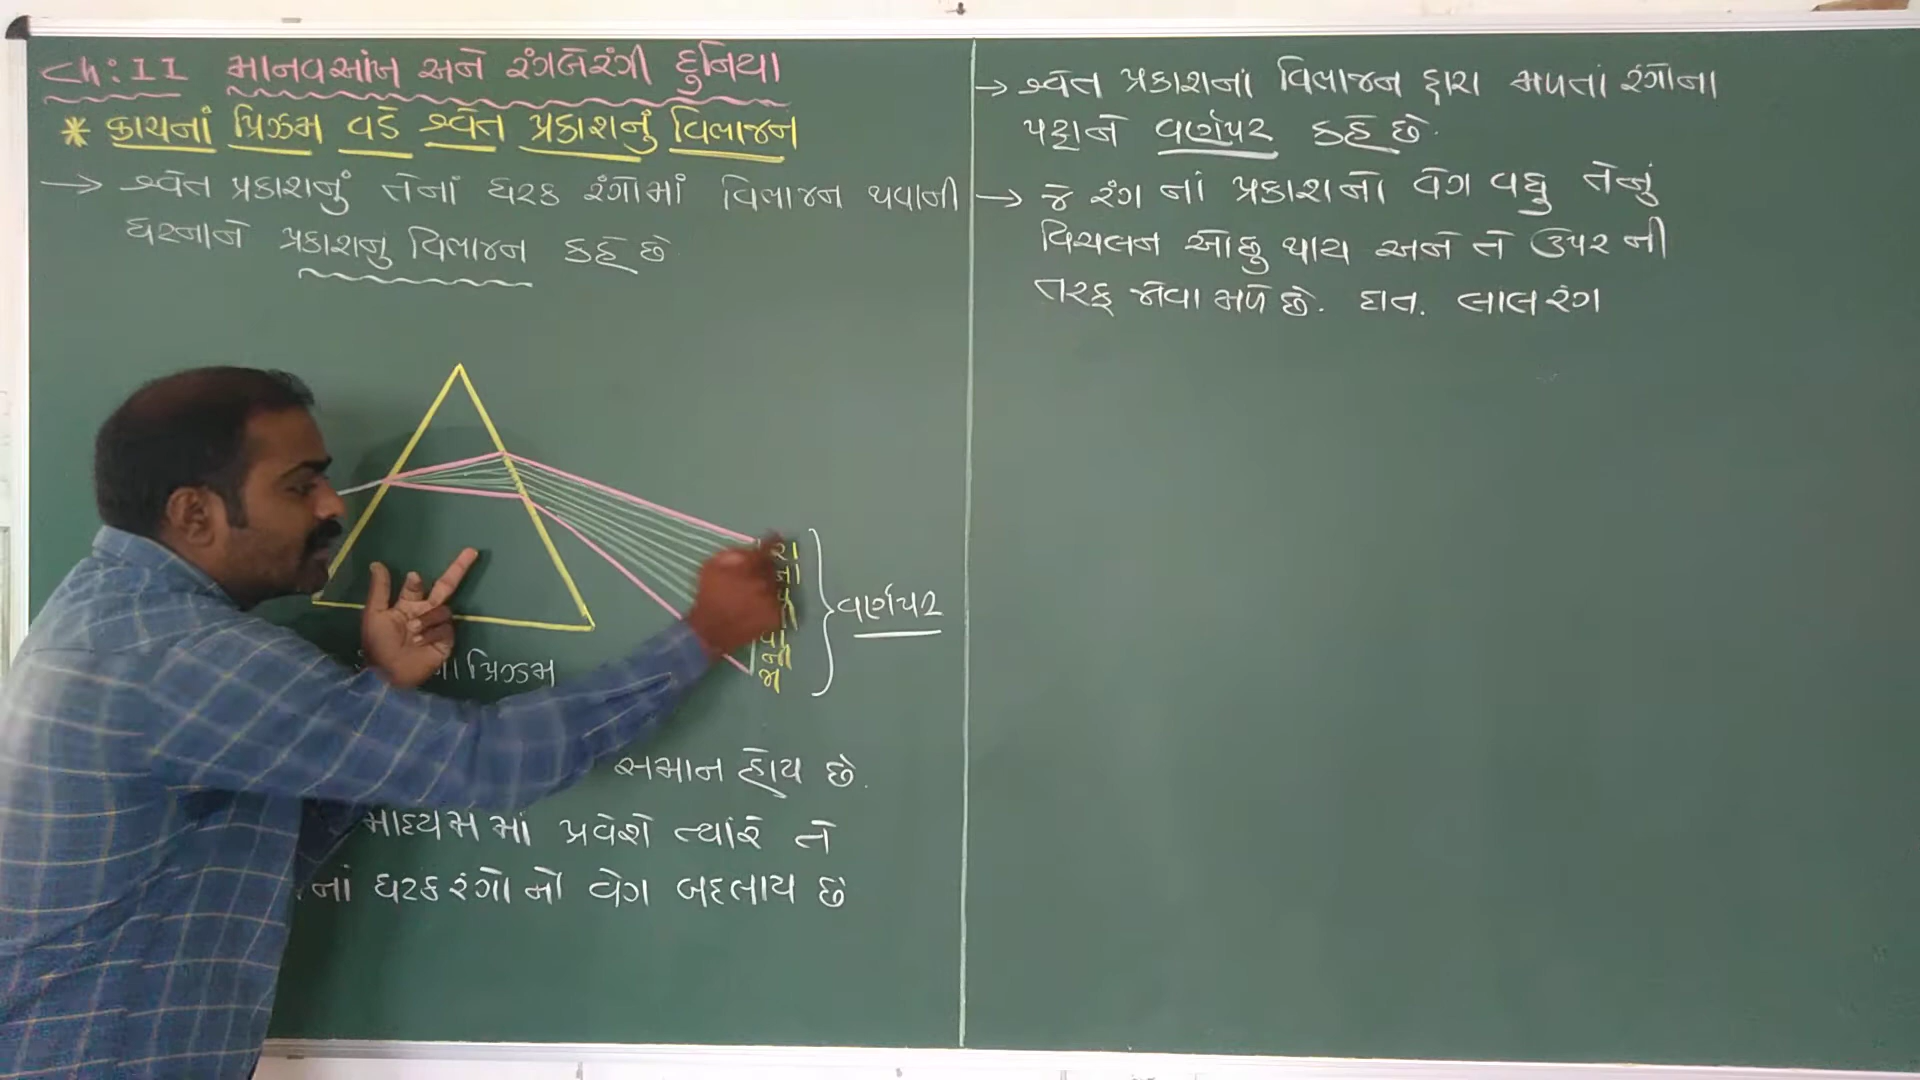 Ch: II માનવઆંખ અને રંગબેરંગી દુનિયા
* કાચનાં પ્રિઝમ વડે શ્વેત પ્રકાશનું વિભાજન
→ શ્વેત પ્રકાશનું તેનાં ઘટક રંગોમાં વિભાજન થવાની
ઘટનાને પ્રકાશનું વિભાજન કહે છે
પ્રિઝમ
રા
ના
પી
ની
જા
વર્ણપટ
સમાન હોય છે.
માધ્યમ માં પ્રવેશે ત્યારે તે
નાં ઘટક રંગો નો વેગ બદલાય છે
→ શ્વેત પ્રકાશનાં વિભાજન દ્વારા મળતાં રંગોના
પટ્ટાને વર્ણપટ કહે છે.
→ જે રંગ નાં પ્રકાશનો વેગ વધુ તેનું
વિચલન ઓછુ થાય અને તે ઉપર ની
તરફ જોવા મળે છે. દાત. લાલ રંગ